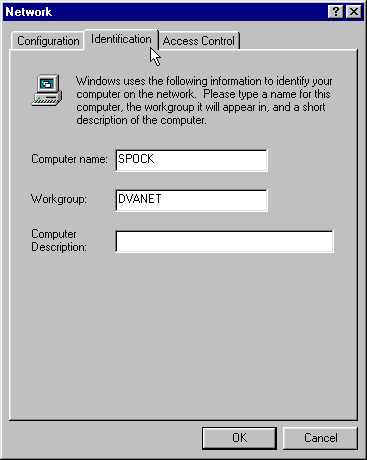 Network
Configuration Identification Access Control
Windows uses the following information to identify your
computer on the network. Please type a name for this
computer, the workgroup it will appear in, and a short
description of the computer.
Computer name: SPOCK
Workgroup: DVANET
Computer
Description:
OK Cancel